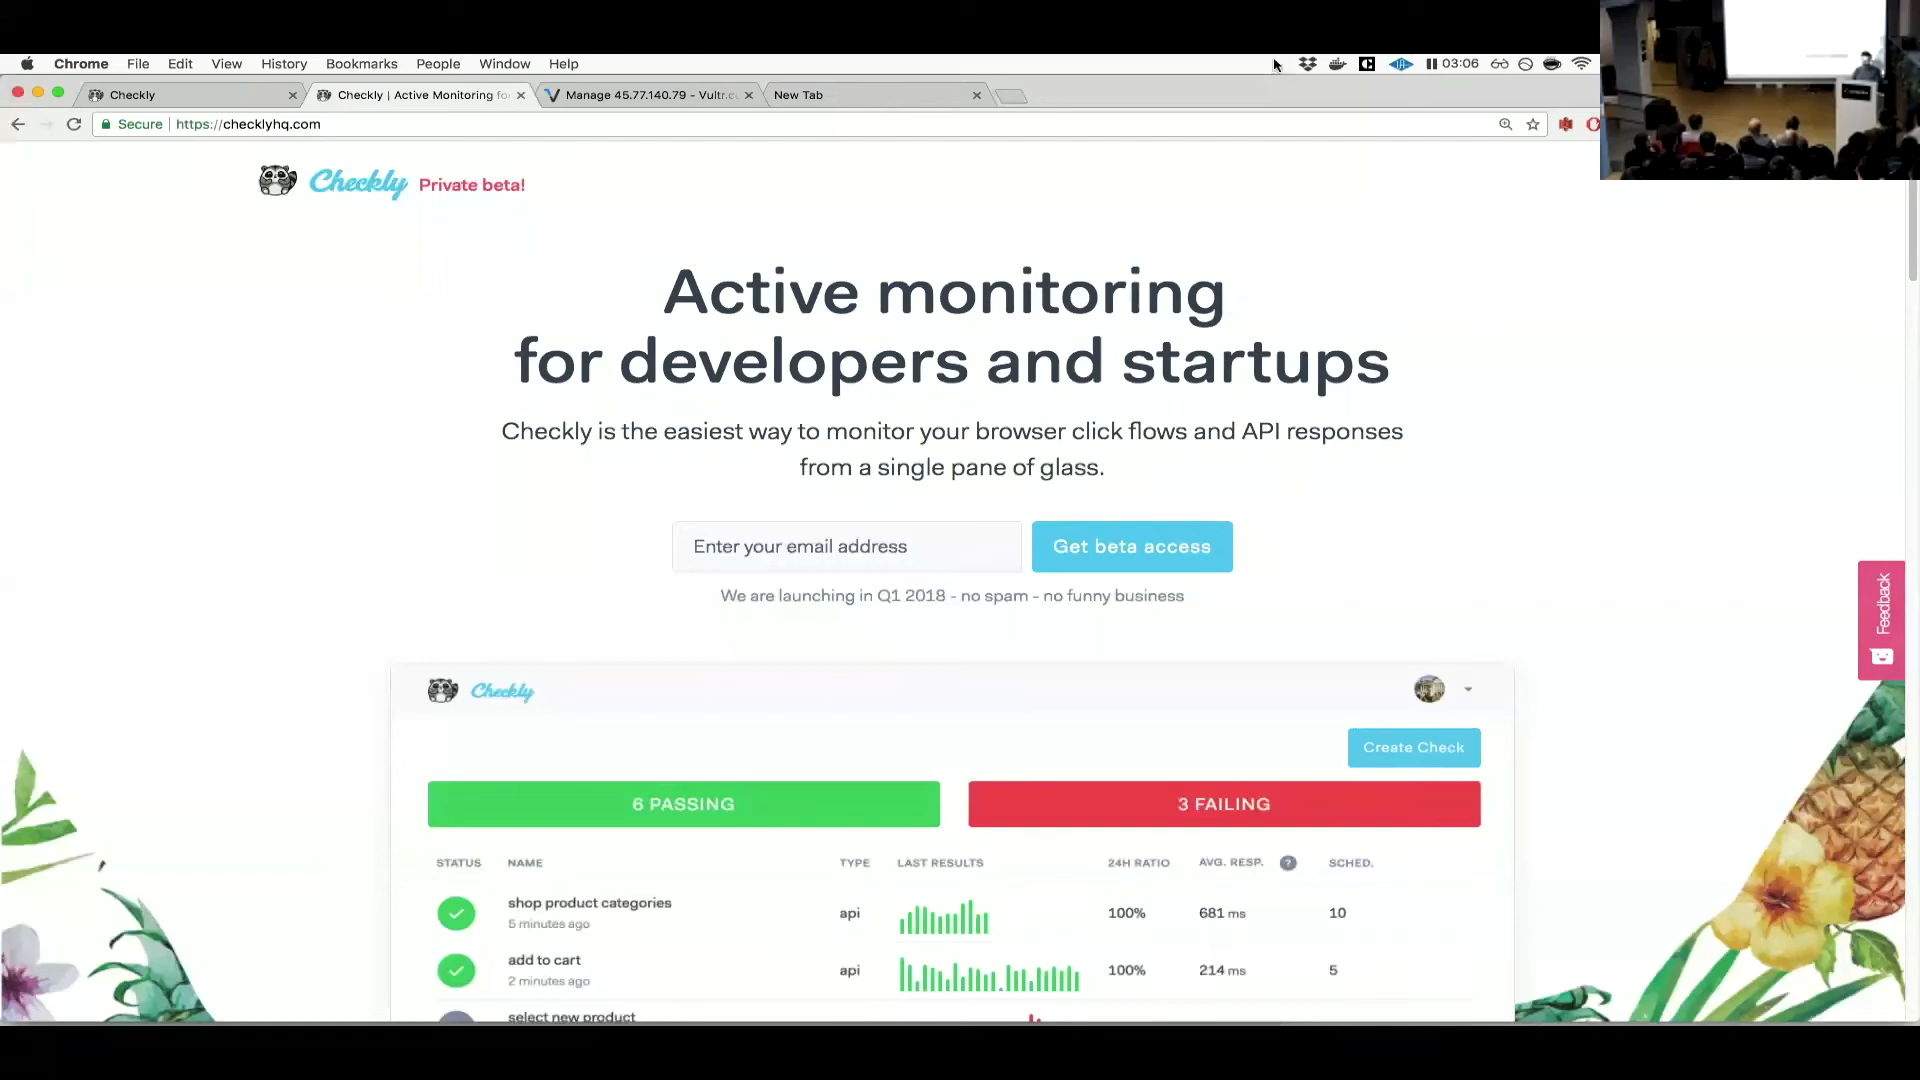 Chrome File Edit View History Bookmarks People Window Help 03:06
Checkly
Checkly | Active Monitoring fo
Manage 45.77.140.79 - Vultr.c
New Tab
Secure https://checklyhq.com
Checkly Private beta!
Active monitoring
for developers and startups
Checkly is the easiest way to monitor your browser click flows and API responses
from a single pane of glass.
Enter your email address
Get beta access
We are launching in Q1 2018 - no spam - no funny business
Feedback
Checkly
Create Check
6 PASSING
3 FAILING
STATUS NAME TYPE LAST RESULTS 24H RATIO AVG. RESP. ? SCHED.
shop product categories
5 minutes ago
api 100% 681 ms 10
add to cart
2 minutes ago
api 100% 214 ms 5
select new product